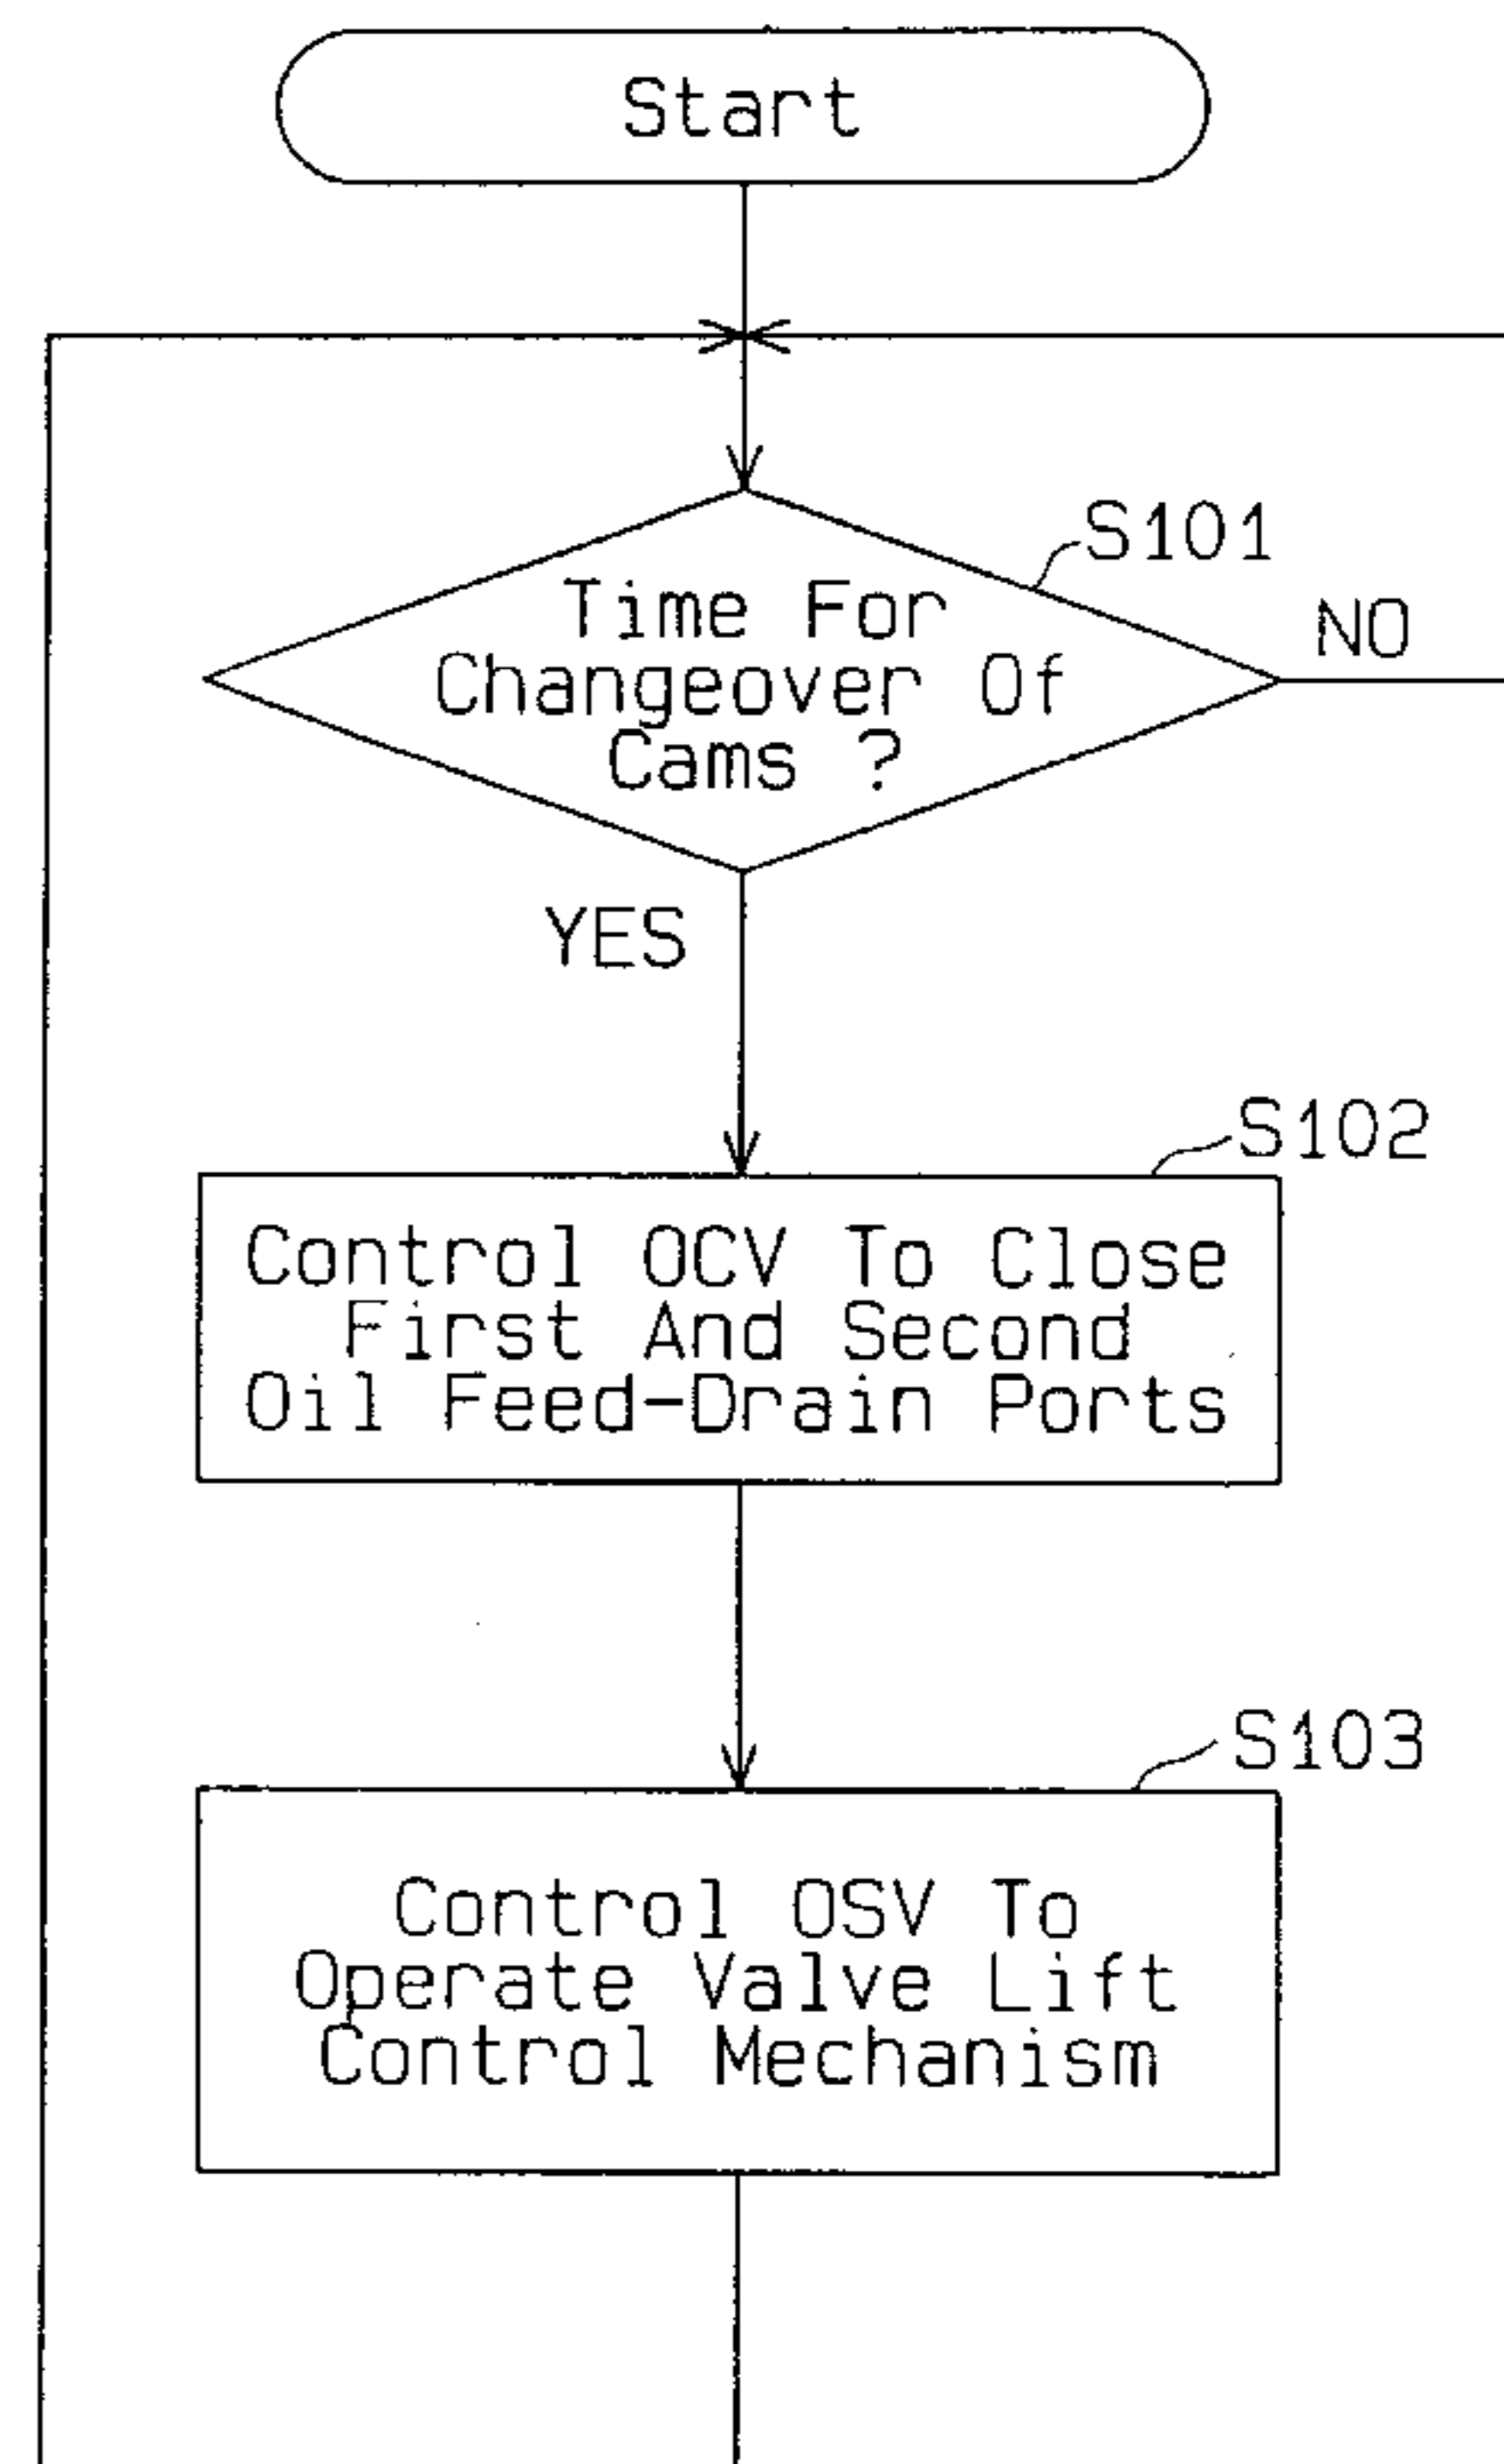 Start
S101
Time For
Changeover Of
Cams ?
NO
YES
S102
Control OCV To Close
First And Second
Oil Feed-Drain Ports
S103
Control OSV To
Operate Valve Lift
Control Mechanism